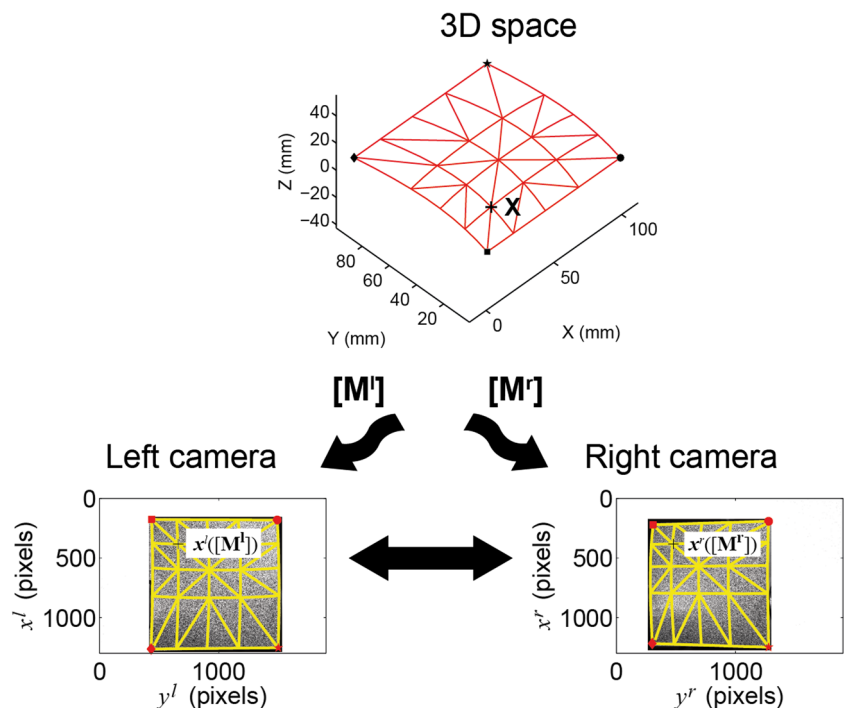 3D space
40
20
0
−20
−40
Z (mm)
X
80
60
40
20
Y (mm)
0
50
100
X (mm)
[Mˡ]
[Mʳ]
Left camera
Right camera
0
500
1000
xˡ (pixels)
xˡ([Mˡ])
0
1000
yˡ (pixels)
0
500
1000
xʳ (pixels)
xʳ([Mʳ])
0
1000
yʳ (pixels)